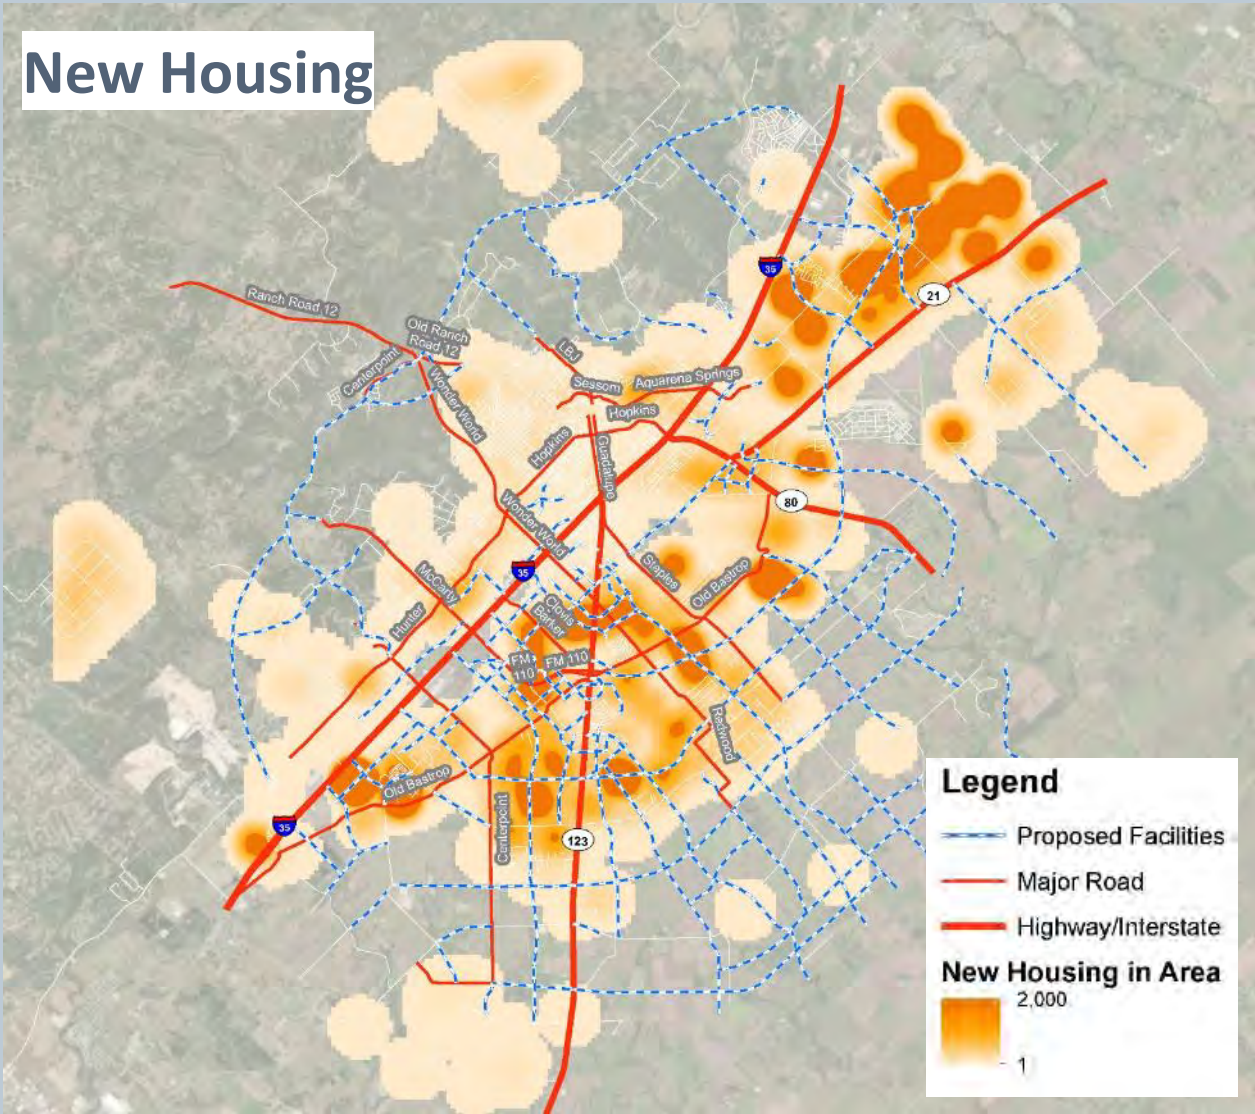 New Housing
35
21
Ranch Road 12
Old Ranch
Road 12
Centerpoint
Wonder World
LBJ
Sessom
Aquarena Springs
Hopkins
Hopkins
Guadalupe
80
Wonder World
35
McCarty
Hunter
Staples
Old Bastrop
Clovis
Barker
FM
110
FM 110
Redwood
Old Bastrop
Centerpoint
35
123
Legend
Proposed Facilities
Major Road
Highway/Interstate
New Housing in Area
2,000
1